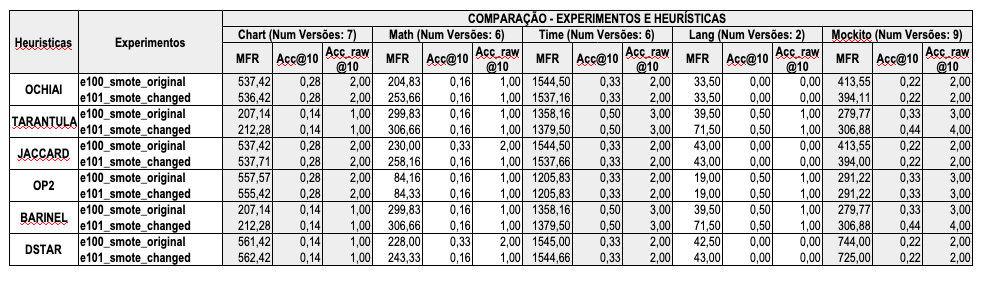 COMPARAÇÃO - EXPERIMENTOS E HEURÍSTICAS
Heurísticas Experimentos Chart (Num Versões: 7) Math (Num Versões: 6) Time (Num Versões: 6) Lang (Num Versões: 2) Mockito (Num Versões: 9)
MFR Acc@10 Acc_raw @10 MFR Acc@10 Acc_raw @10 MFR Acc@10 Acc_raw @10 MFR Acc@10 Acc_raw @10 MFR Acc@10 Acc_raw @10
OCHIAI e100_smote_original 537,42 0,28 2,00 204,83 0,16 1,00 1544,50 0,33 2,00 33,50 0,00 0,00 413,55 0,22 2,00
e101_smote_changed 536,42 0,28 2,00 253,66 0,16 1,00 1537,16 0,33 2,00 33,50 0,00 0,00 394,11 0,22 2,00
TARANTULA e100_smote_original 207,14 0,14 1,00 299,83 0,16 1,00 1358,16 0,50 3,00 39,50 0,50 1,00 279,77 0,33 3,00
e101_smote_changed 212,28 0,14 1,00 306,66 0,16 1,00 1379,50 0,50 3,00 71,50 0,50 1,00 306,88 0,44 4,00
JACCARD e100_smote_original 537,42 0,28 2,00 230,00 0,33 2,00 1544,50 0,33 2,00 43,00 0,00 0,00 413,55 0,22 2,00
e101_smote_changed 537,71 0,28 2,00 258,16 0,16 1,00 1537,66 0,33 2,00 43,00 0,00 0,00 394,00 0,22 2,00
OP2 e100_smote_original 557,57 0,28 2,00 84,16 0,16 1,00 1205,83 0,33 2,00 19,00 0,50 1,00 291,22 0,33 3,00
e101_smote_changed 555,42 0,28 2,00 84,33 0,16 1,00 1205,83 0,33 2,00 19,00 0,50 1,00 291,22 0,33 3,00
BARINEL e100_smote_original 207,14 0,14 1,00 299,83 0,16 1,00 1358,16 0,50 3,00 39,50 0,50 1,00 279,77 0,33 3,00
e101_smote_changed 212,28 0,14 1,00 306,66 0,16 1,00 1379,50 0,50 3,00 71,50 0,50 1,00 306,88 0,44 4,00
DSTAR e100_smote_original 561,42 0,14 1,00 228,00 0,33 2,00 1545,00 0,33 2,00 42,50 0,00 0,00 744,00 0,22 2,00
e101_smote_changed 562,42 0,14 1,00 243,33 0,16 1,00 1544,66 0,33 2,00 43,00 0,00 0,00 725,00 0,22 2,00